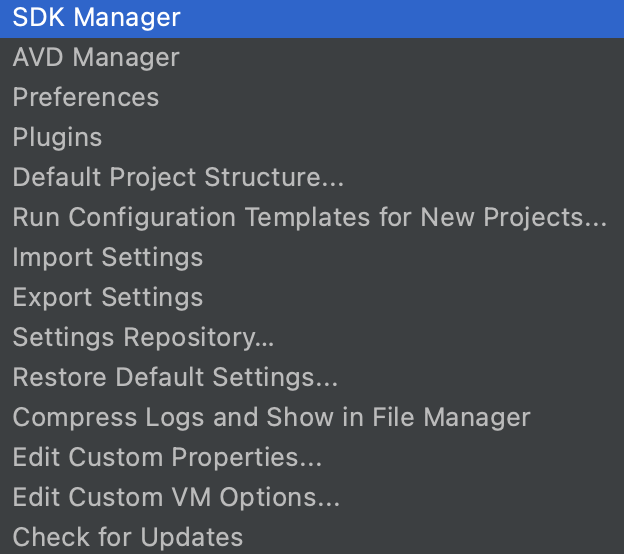 SDK Manager
AVD Manager
Preferences
Plugins
Default Project Structure...
Run Configuration Templates for New Projects...
Import Settings
Export Settings
Settings Repository...
Restore Default Settings...
Compress Logs and Show in File Manager
Edit Custom Properties...
Edit Custom VM Options...
Check for Updates